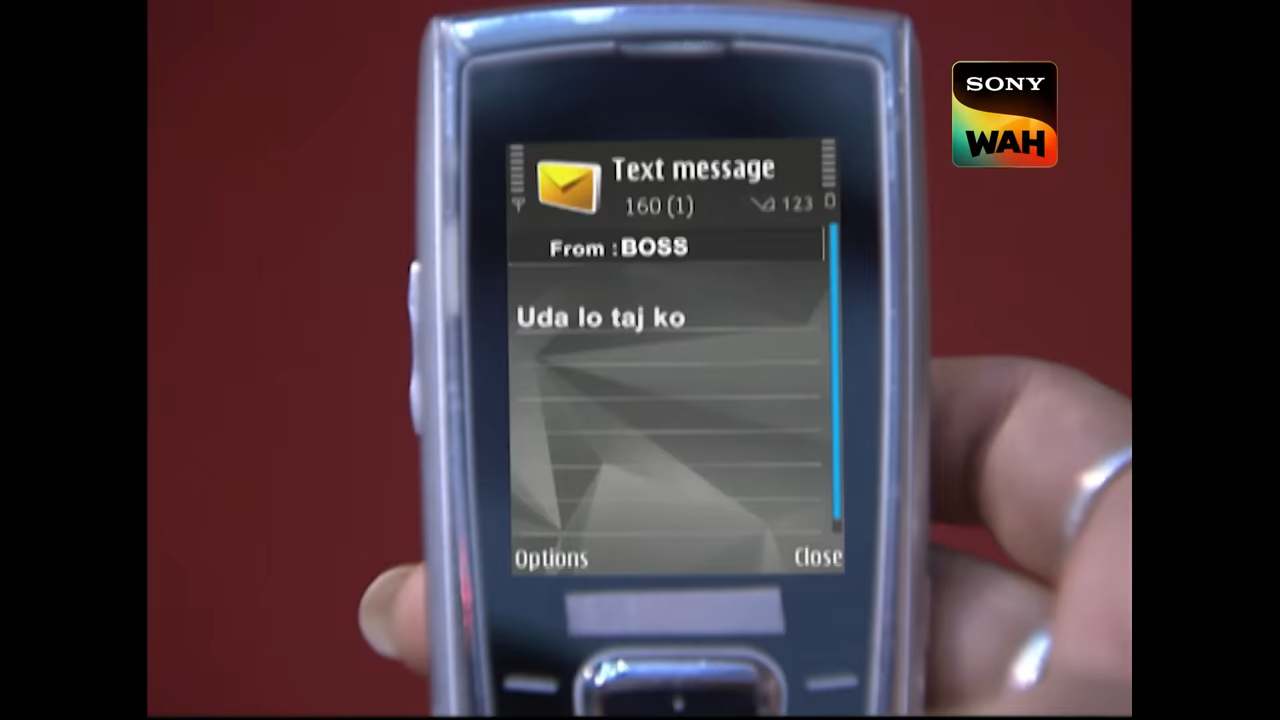 SONY
WAH
Text message
160 (1)
123
From : BOSS
Uda lo taj ko
Options
Close